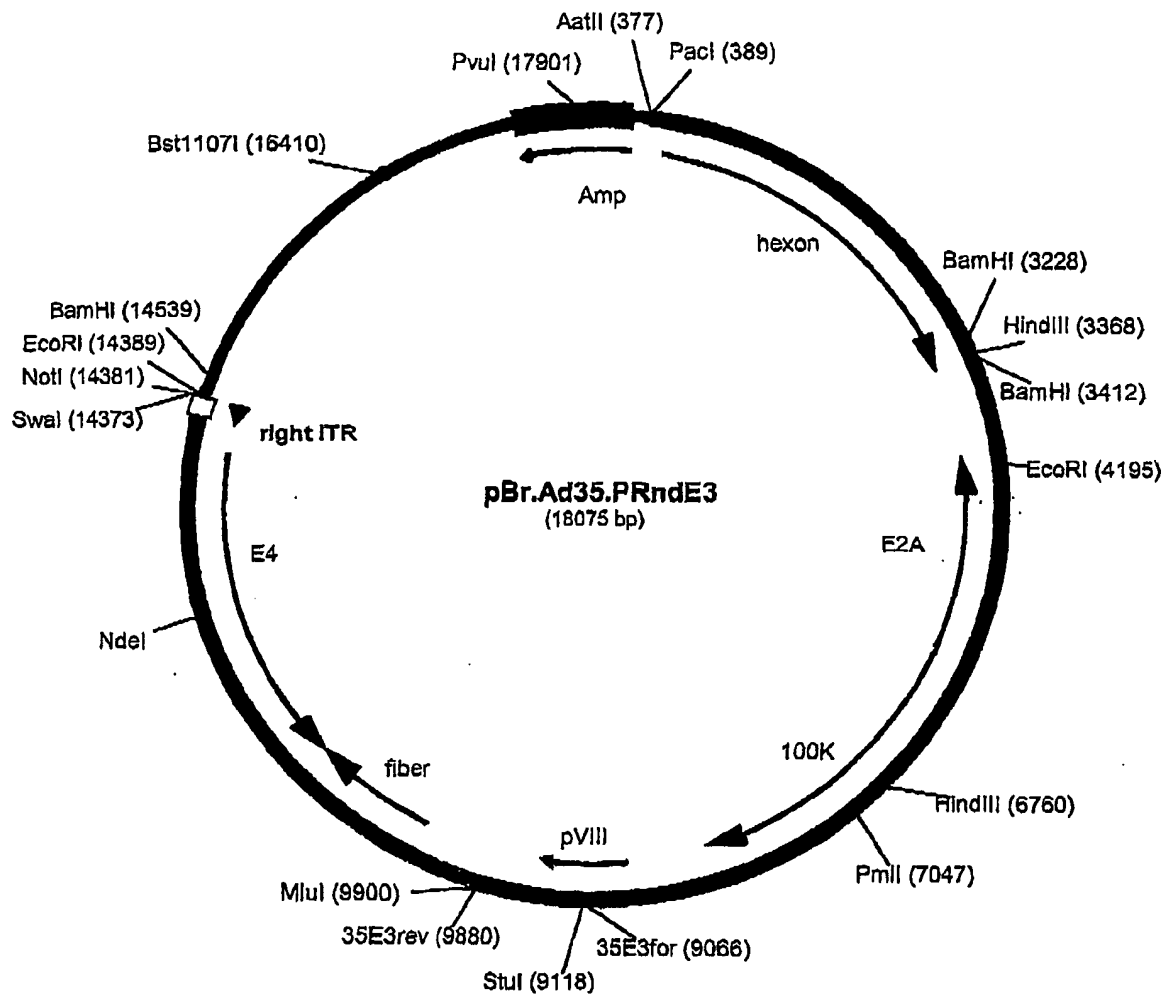 AatII (377)
PacI (389)
PvuI (17901)
Bst1107I (16410)
Amp
hexon
BamHI (3228)
HindIII (3368)
BamHI (3412)
BamHI (14539)
EcoRI (14389)
NotI (14381)
SwaI (14373)
right ITR
EcoRI (4195)
pBr.Ad35.PRndE3
(18075 bp)
E2A
E4
NdeI
100K
fiber
HindIII (6760)
pVIII
PmlI (7047)
MluI (9900)
35E3rev (9880)
35E3for (9066)
StuI (9118)